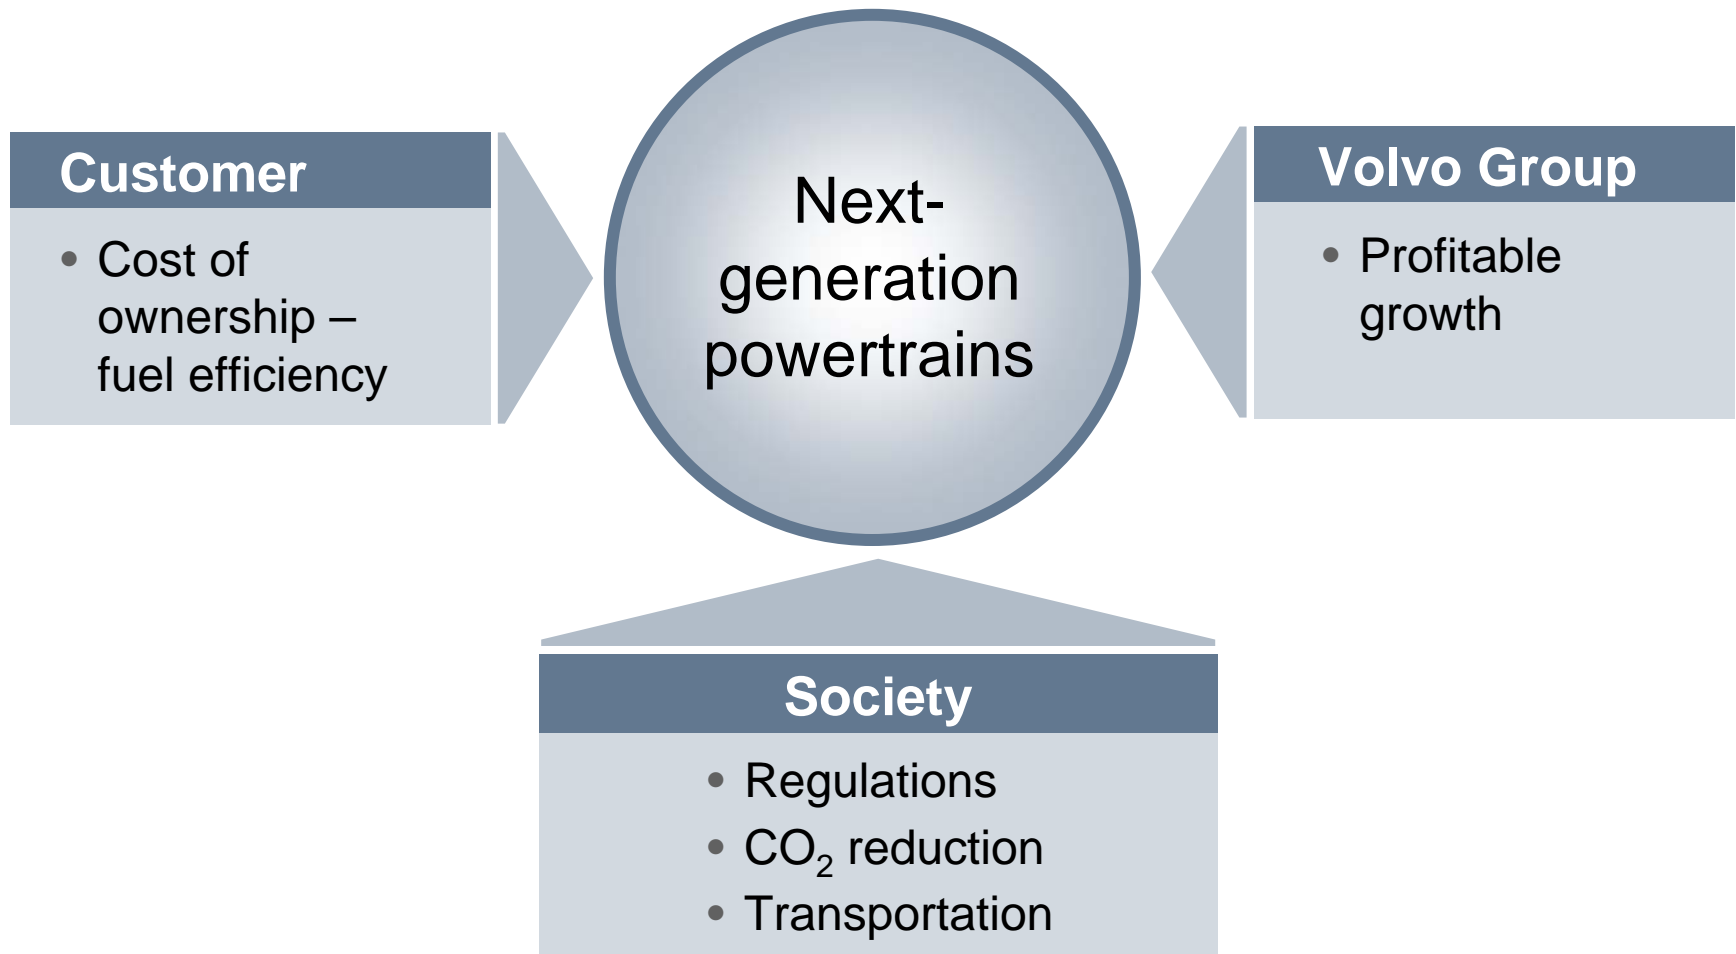 Customer
• Cost of
ownership –
fuel efficiency
Next-
generation
powertrains
Volvo Group
• Profitable
growth
Society
• Regulations
• CO₂ reduction
• Transportation